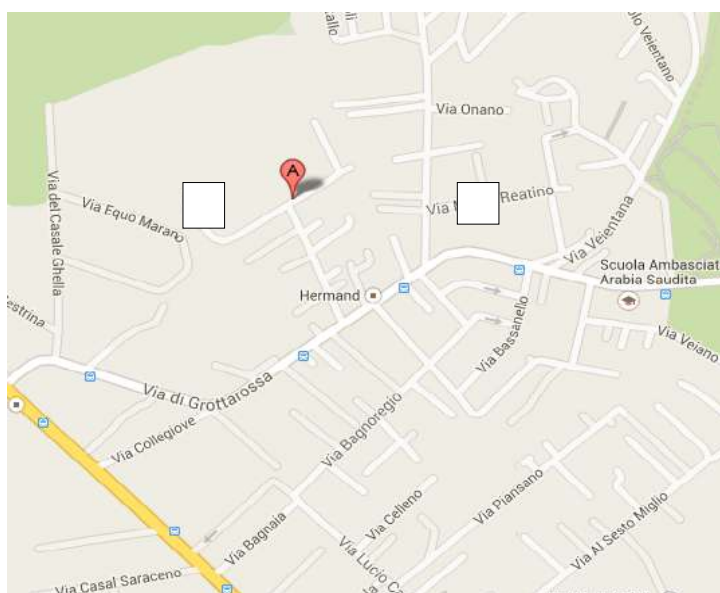 Via Onano
A
Via Equo Marano
Reatino
Via del Casale Ghella
Via Veientana
Scuola Ambasciat
Arabia Saudita
Hermand
Via Bassanello
Via Veiano
Via di Grottarossa
Via Collegiove
Via Bagnoregio
Via Piansano
Via Celleno
Via Al Sesto Miglio
Via Bagnaia
Via Lucio
Via Casal Saraceno